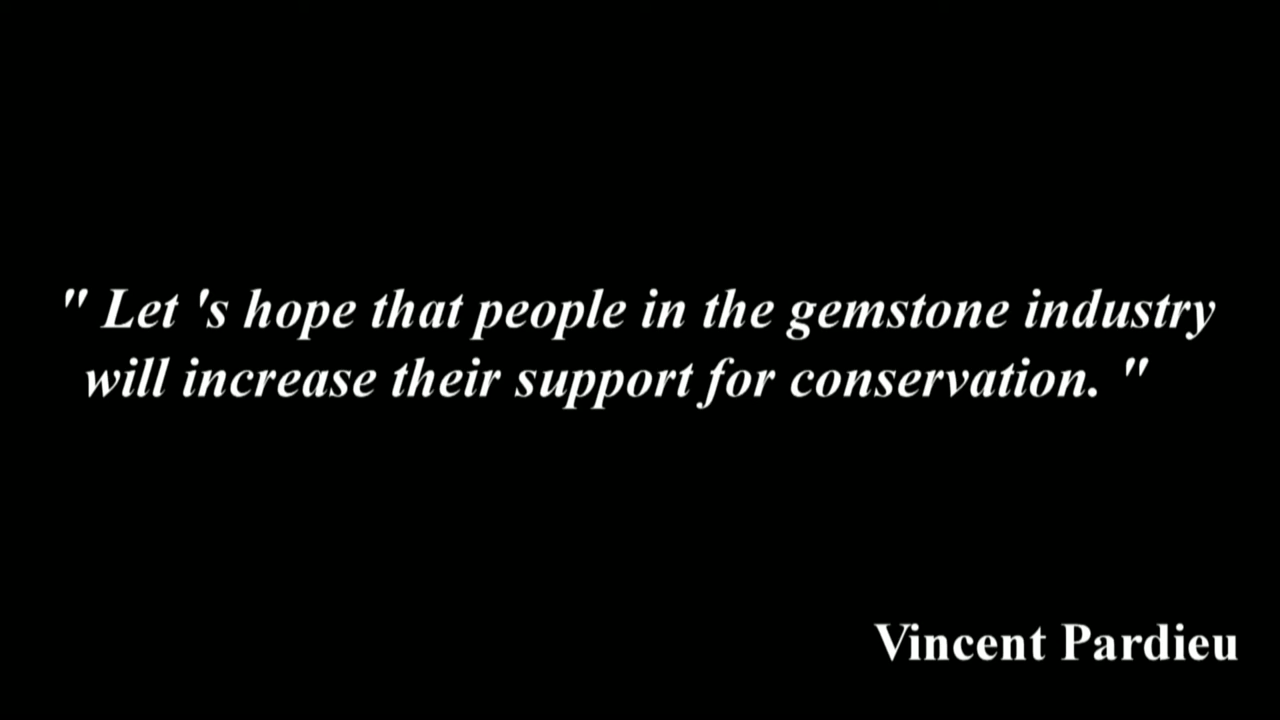 " Let 's hope that people in the gemstone industry
will increase their support for conservation. "
Vincent Pardieu